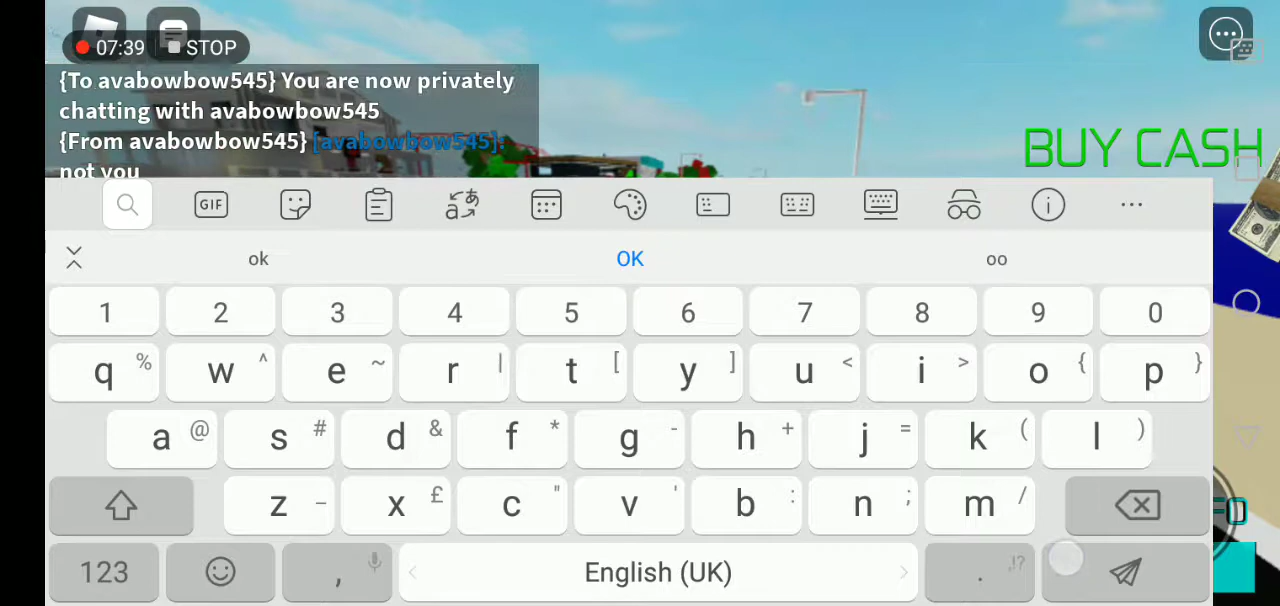 07:39 STOP
{To avabowbow545} You are now privately
chatting with avabowbow545
{From avabowbow545} [avabowbow545]:
not you
BUY CASH
GIF
ok OK oo
1 2 3 4 5 6 7 8 9 0
q % w ^ e ~ r | t [ y ] u < i > o { p }
a @ s # d & f * g - h + j = k ( l )
z _ x £ c " v ' b : n ; m /
123 , English (UK) . ,!?